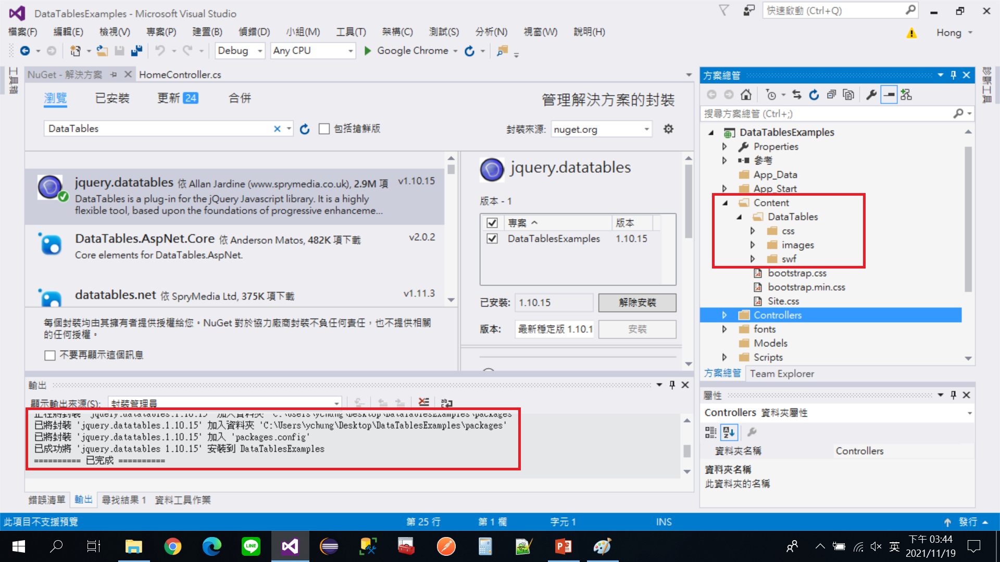 DataTablesExamples - Microsoft Visual Studio
快速啟動 (Ctrl+Q)
檔案(F) 編輯(E) 檢視(V) 專案(P) 建置(B) 偵錯(D) 小組(M) 工具(T) 架構(C) 測試(S) 分析(N) 視窗(W) 說明(H)
Hong
Debug Any CPU Google Chrome
工具箱
NuGet - 解決方案 HomeController.cs
瀏覽 已安裝 更新 24 合併
管理解決方案的封裝
DataTables
包括搶鮮版
封裝來源: nuget.org
jquery.datatables 依 Allan Jardine (www.sprymedia.co.uk), 2.9M 項 v1.10.15
DataTables is a plug-in for the jQuery Javascript library. It is a highly
flexible tool, based upon the foundations of progressive enhanceme...
DataTables.AspNet.Core 依 Anderson Matos, 482K 項下載 v2.0.2
Core elements for DataTables.AspNet.
datatables.net 依 SpryMedia Ltd, 375K 項下載 v1.11.3
每個封裝均由其擁有者提供授權給您。NuGet 對於協力廠商封裝不負任何責任，也不提供相關
的任何授權。
不要再顯示這個訊息
jquery.datatables
版本 - 1
專案 版本
DataTablesExamples 1.10.15
已安裝: 1.10.15 解除安裝
版本: 最新穩定版 1.10.1 安裝
輸出
顯示輸出來源(S): 封裝管理員
正在將封裝 'jquery.datatables.1.10.15' 加入資料夾 'C:\Users\ychung\Desktop\DataTablesExamples\packages'
已將封裝 'jquery.datatables.1.10.15' 加入資料夾 'C:\Users\ychung\Desktop\DataTablesExamples\packages'
已將封裝 'jquery.datatables.1.10.15' 加入 'packages.config'
已成功將 'jquery.datatables 1.10.15' 安裝到 DataTablesExamples
========== 已完成 ==========
錯誤清單 輸出 尋找結果 1 資料工具作業
方案總管
搜尋方案總管 (Ctrl+;)
DataTablesExamples
Properties
參考
App_Data
App_Start
Content
DataTables
css
images
swf
bootstrap.css
bootstrap.min.css
Site.css
Controllers
fonts
Models
Scripts
方案總管 Team Explorer
屬性
Controllers 資料夾屬性
資料夾名稱 Controllers
資料夾名稱
此資料夾的名稱
診斷工具
此項目不支援預覽 第 25 行 第 1 欄 字元 1 INS 發行
LINE
英
下午 03:44
2021/11/19